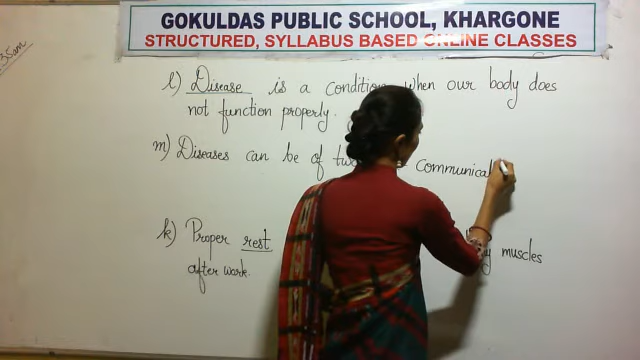 GOKULDAS PUBLIC SCHOOL, KHARGONE
STRUCTURED, SYLLABUS BASED ONLINE CLASSES
35am
l) Disease is a condition when our body does
not function properly.
m) Diseases can be of communica
k) Proper rest muscles
after work.